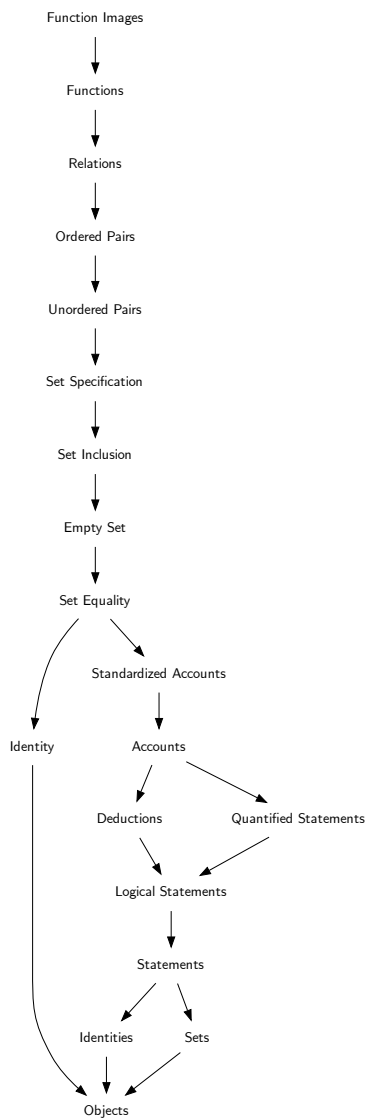 Function Images
Functions
Relations
Ordered Pairs
Unordered Pairs
Set Specification
Set Inclusion
Empty Set
Set Equality
Standardized Accounts
Identity
Accounts
Deductions
Quantified Statements
Logical Statements
Statements
Identities
Sets
Objects